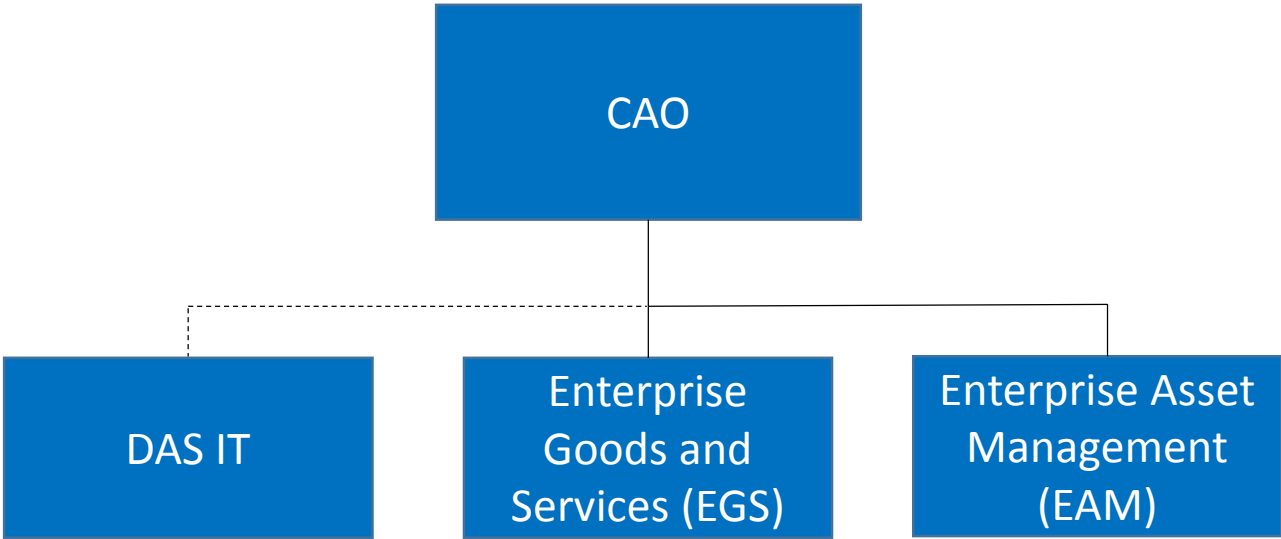 CAO
DAS IT
Enterprise
Goods and
Services (EGS)
Enterprise Asset
Management
(EAM)